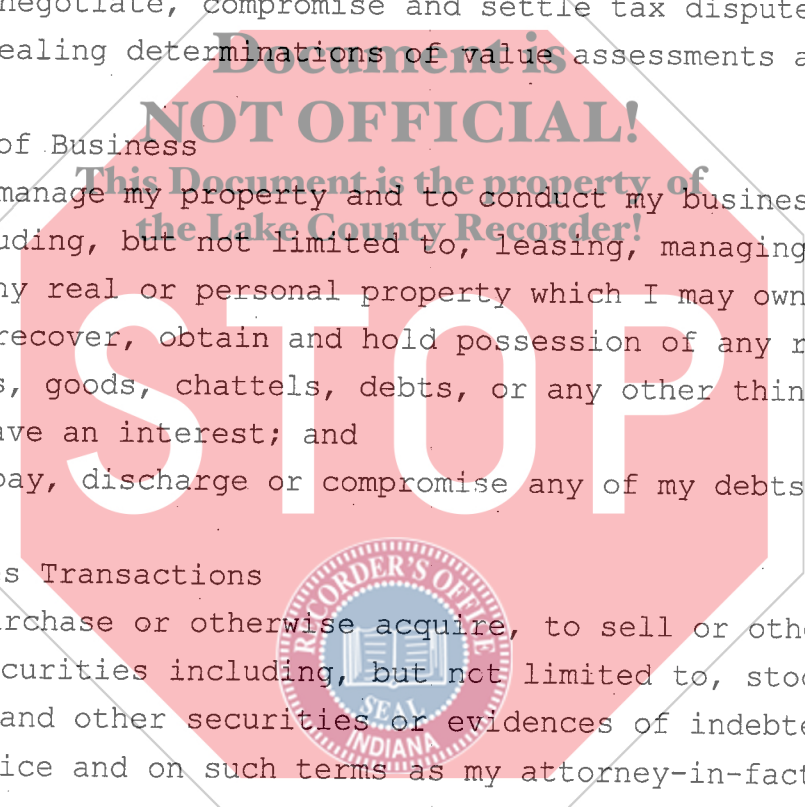 negotiate, compromise and settle tax dispute
ealing determinations of value assessments a
Document is
NOT OFFICIAL!
of Business
This Document is the property of
manage my property and to conduct my busines
the Lake County Recorder!
uding, but not limited to, leasing, managing
ny real or personal property which I may own
recover, obtain and hold possession of any r
s, goods, chattels, debts, or any other thin
STOP
ave an interest; and
pay, discharge or compromise any of my debts
s Transactions
RECORDER'S OFFICE
urchase or otherwise acquire, to sell or oth
curities including, but not limited to, sto
SEAL
and other securities or evidences of indebte
INDIANA
ice and on such terms as my attorney-in-fact